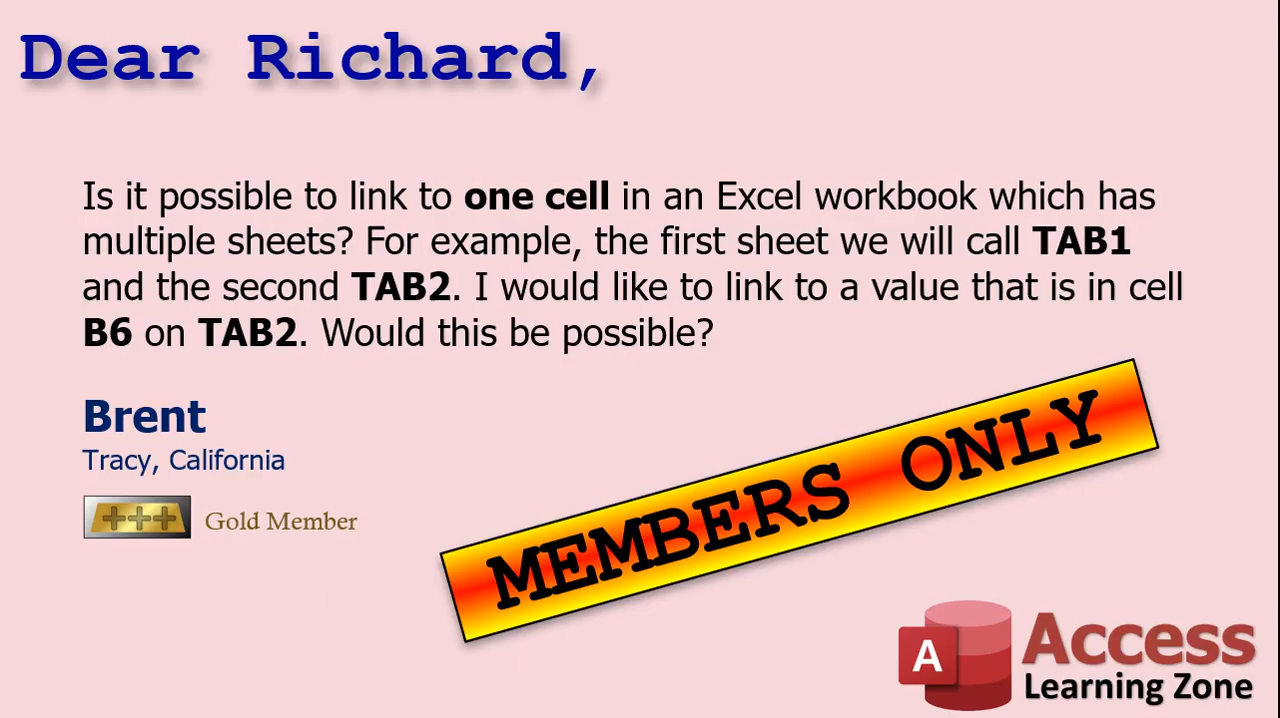 Dear Richard,
Is it possible to link to one cell in an Excel workbook which has
multiple sheets? For example, the first sheet we will call TAB1
and the second TAB2. I would like to link to a value that is in cell
B6 on TAB2. Would this be possible?
Brent
Tracy, California
+++ Gold Member
MEMBERS ONLY
A Access
Learning Zone